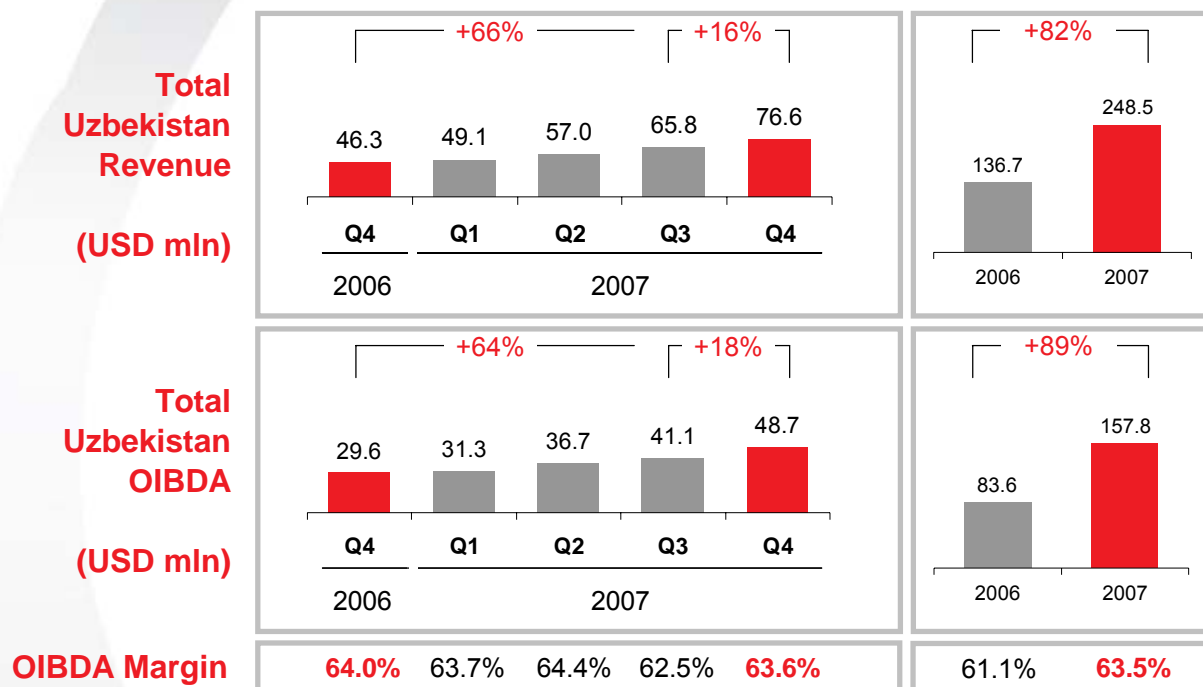 Total
Uzbekistan
Revenue
(USD mln)
+66% +16%
46.3 49.1 57.0 65.8 76.6
Q4 Q1 Q2 Q3 Q4
2006 2007
+82%
136.7 248.5
2006 2007
Total
Uzbekistan
OIBDA
(USD mln)
+64% +18%
29.6 31.3 36.7 41.1 48.7
Q4 Q1 Q2 Q3 Q4
2006 2007
+89%
83.6 157.8
2006 2007
OIBDA Margin 64.0% 63.7% 64.4% 62.5% 63.6% 61.1% 63.5%